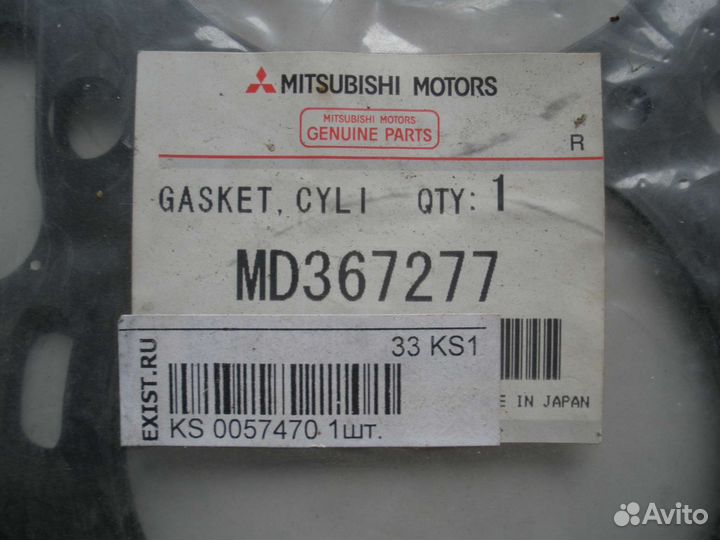 MITSUBISHI MOTORS
MITSUBISHI MOTORS
GENUINE PARTS
R
GASKET, CYLI QTY: 1
MD367277
EXIST.RU
33 KS1
KS 0057470 1шт.
E IN JAPAN
Avito